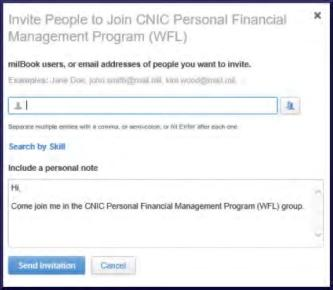 Invite People to Join CNIC Personal Financial
Management Program (WFL)
milBook users, or email addresses of people you want to invite.
Examples: Jane Doe, john.smith@mail.mil, kim.wood@mail.mil.
Separate multiple entries with a comma, or semi-colon, or hit Enter after each one
Search by Skill
Include a personal note
Hi,
Come join me in the CNIC Personal Financial Management Program (WFL) group.
Send Invitation
Cancel